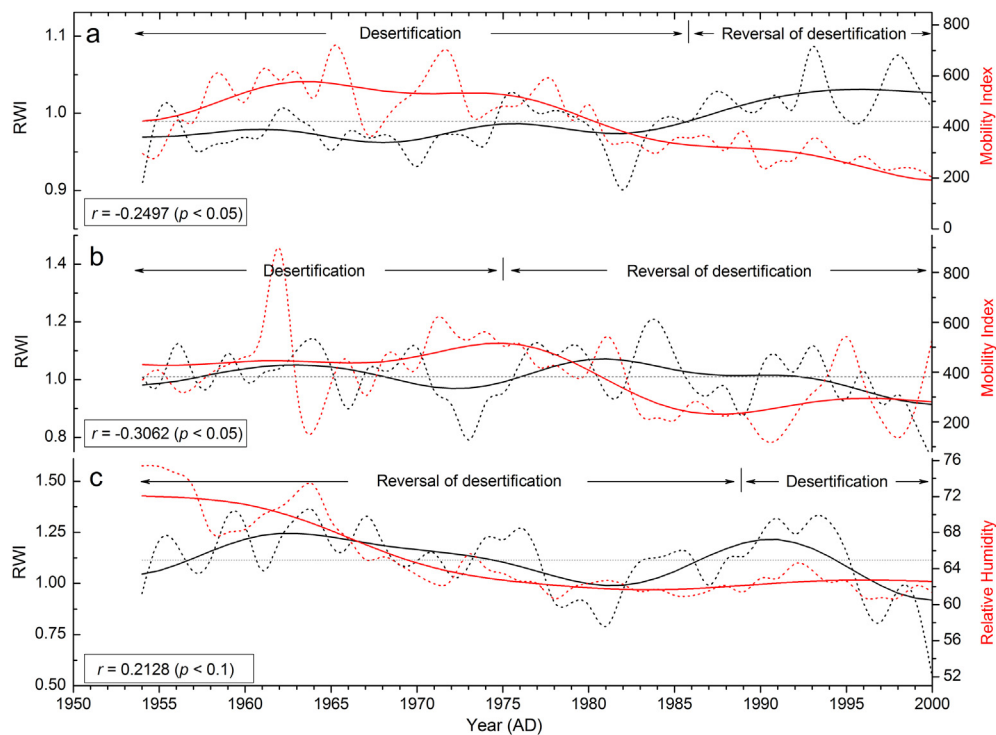 a
Desertification
Reversal of desertification
1.1
1.0
0.9
RWI
800
700
600
500
400
300
200
100
0
Mobility Index
r = -0.2497 (p < 0.05)
b
Desertification
Reversal of desertification
1.4
1.2
1.0
0.8
RWI
800
600
400
200
Mobility Index
r = -0.3062 (p < 0.05)
c
Reversal of desertification
Desertification
1.50
1.25
1.00
0.75
0.50
RWI
76
72
68
64
60
56
52
Relative Humidity
r = 0.2128 (p < 0.1)
1950 1955 1960 1965 1970 1975 1980 1985 1990 1995 2000
Year (AD)